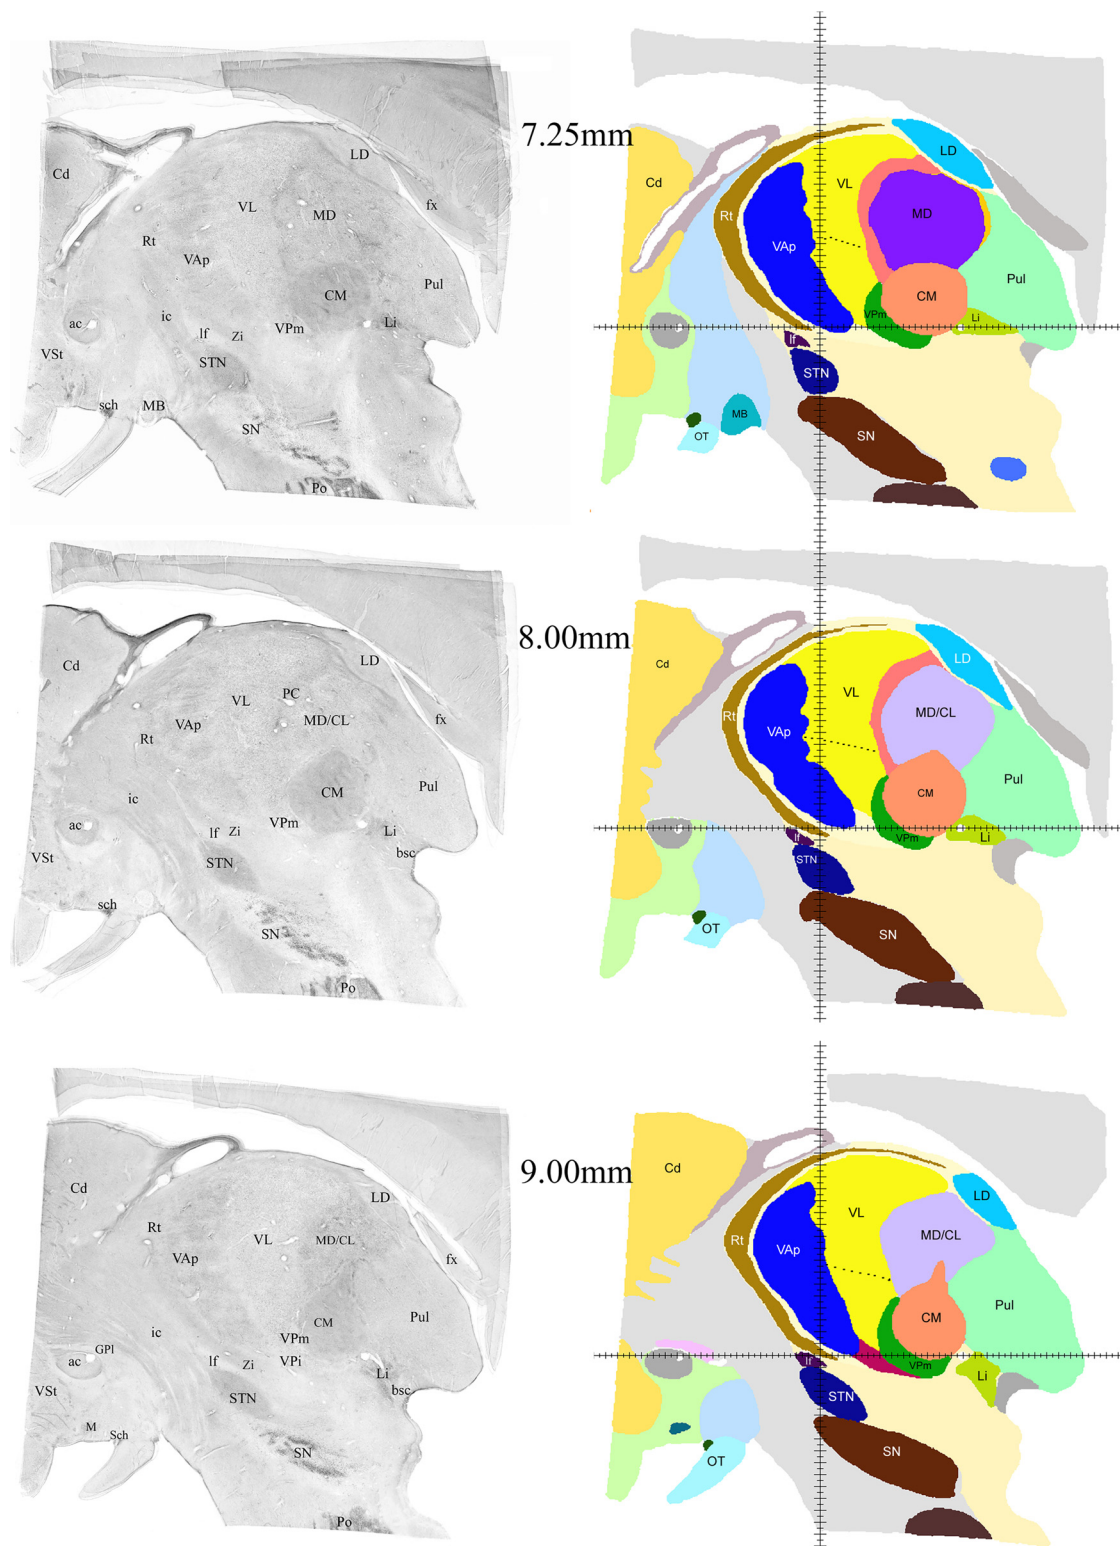 7.25mm
Cd
LD
VL
MD
fx
Rt
VAp
Pul
CM
ic
ac
VPm
Li
lf
Zi
VSt
STN
sch
MB
SN
Po
Cd
LD
VL
MD
Rt
VAp
Pul
CM
VPm
Li
lf
STN
MB
OT
SN
8.00mm
Cd
LD
PC
VL
MD/CL
fx
VAp
Rt
Pul
CM
ic
ac
VPm
lf
Zi
Li
bsc
VSt
STN
sch
SN
Po
Cd
LD
VL
MD/CL
Rt
VAp
Pul
CM
VPm
Li
lf
STN
OT
SN
9.00mm
Cd
LD
Rt
VL
MD/CL
fx
VAp
Pul
CM
ic
VPm
GPl
ac
lf
Zi
VPi
Li
bsc
VSt
STN
M
Sch
SN
Po
Cd
LD
VL
MD/CL
Rt
VAp
Pul
CM
lf
VPm
Li
STN
OT
SN